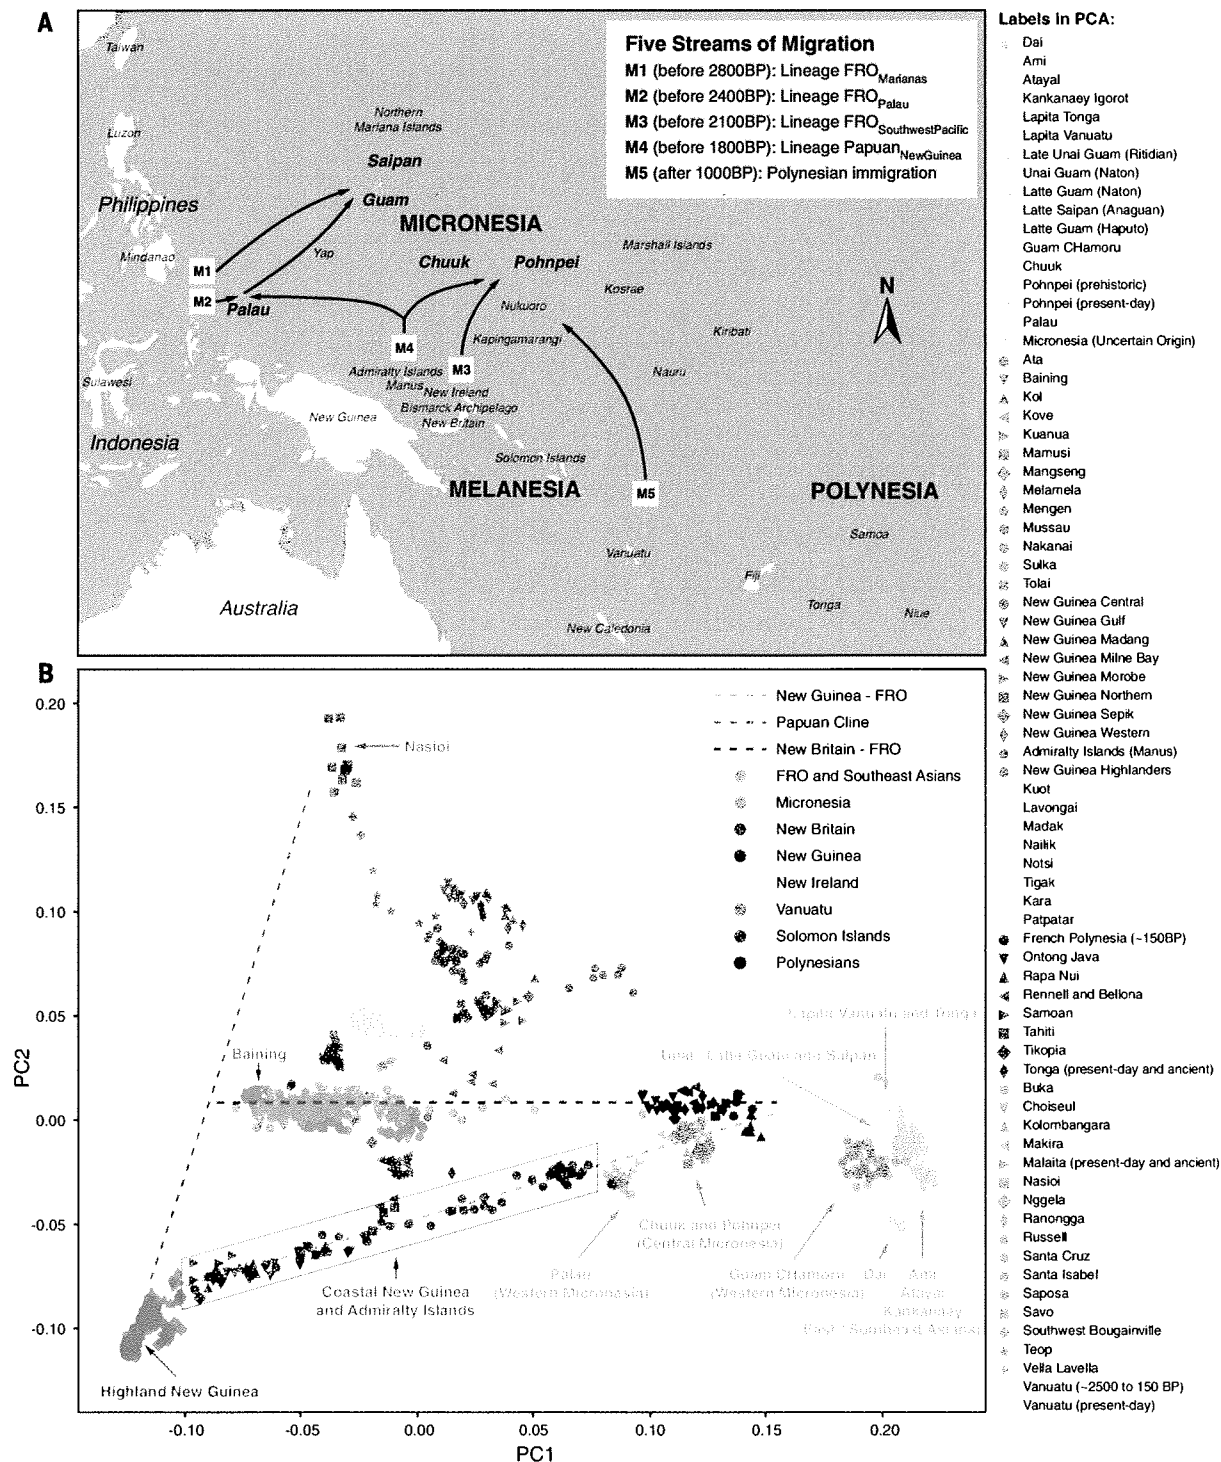 A
Taiwan
Luzon
Philippines
Mindanao
Northern
Mariana Islands
Saipan
Guam
MICRONESIA
Yap
Chuuk
Pohnpei
Marshall Islands
Kosrae
Nukuoro
Kapingamarangi
Kiribati
Nauru
M1
M2
Palau
M4
M3
M5
N
Admiralty Islands
Manus
New Ireland
Bismarck Archipelago
New Britain
Sulawesi
New Guinea
Indonesia
Solomon Islands
MELANESIA
POLYNESIA
Samoa
Vanuatu
Fiji
Tonga
Niue
Australia
New Caledonia
Five Streams of Migration
M1 (before 2800BP): Lineage FROMarianas
M2 (before 2400BP): Lineage FROPalau
M3 (before 2100BP): Lineage FROSouthwestPacific
M4 (before 1800BP): Lineage PapuanNewGuinea
M5 (after 1000BP): Polynesian immigration
B
PC2
0.20
0.15
0.10
0.05
0.00
-0.05
-0.10
-0.10
-0.05
0.00
0.05
0.10
0.15
0.20
PC1
New Guinea - FRO
Papuan Cline
New Britain - FRO
FRO and Southeast Asians
Micronesia
New Britain
New Guinea
New Ireland
Vanuatu
Solomon Islands
Polynesians
Nasioi
Baining
Lapita Vanuatu and Tonga
Latte Guam and Saipan
Chuuk and Pohnpei
(Central Micronesia)
Palau
(Western Micronesia)
Guam CHamoru
(Western Micronesia)
Dai
Ami
Atayal
Kankanaey
Coastal New Guinea
and Admiralty Islands
Highland New Guinea
Labels in PCA:
Dai
Ami
Atayal
Kankanaey Igorot
Lapita Tonga
Lapita Vanuatu
Late Unai Guam (Ritidian)
Unai Guam (Naton)
Latte Guam (Naton)
Latte Saipan (Anaguan)
Latte Guam (Haputo)
Guam CHamoru
Chuuk
Pohnpei (prehistoric)
Pohnpei (present-day)
Palau
Micronesia (Uncertain Origin)
Ata
Baining
Kol
Kove
Kuanua
Mamusi
Mangseng
Melamela
Mengen
Mussau
Nakanai
Sulka
Tolai
New Guinea Central
New Guinea Gulf
New Guinea Madang
New Guinea Milne Bay
New Guinea Morobe
New Guinea Northern
New Guinea Sepik
New Guinea Western
Admiralty Islands (Manus)
New Guinea Highlanders
Kuot
Lavongai
Madak
Nailik
Notsi
Tigak
Kara
Patpatar
French Polynesia (~150BP)
Ontong Java
Rapa Nui
Rennell and Bellona
Samoan
Tahiti
Tikopia
Tonga (present-day and ancient)
Buka
Choiseul
Kolombangara
Makira
Malaita (present-day and ancient)
Nasioi
Nggela
Ranongga
Russell
Santa Cruz
Santa Isabel
Saposa
Savo
Southwest Bougainville
Teop
Vella Lavella
Vanuatu (~2500 to 150 BP)
Vanuatu (present-day)